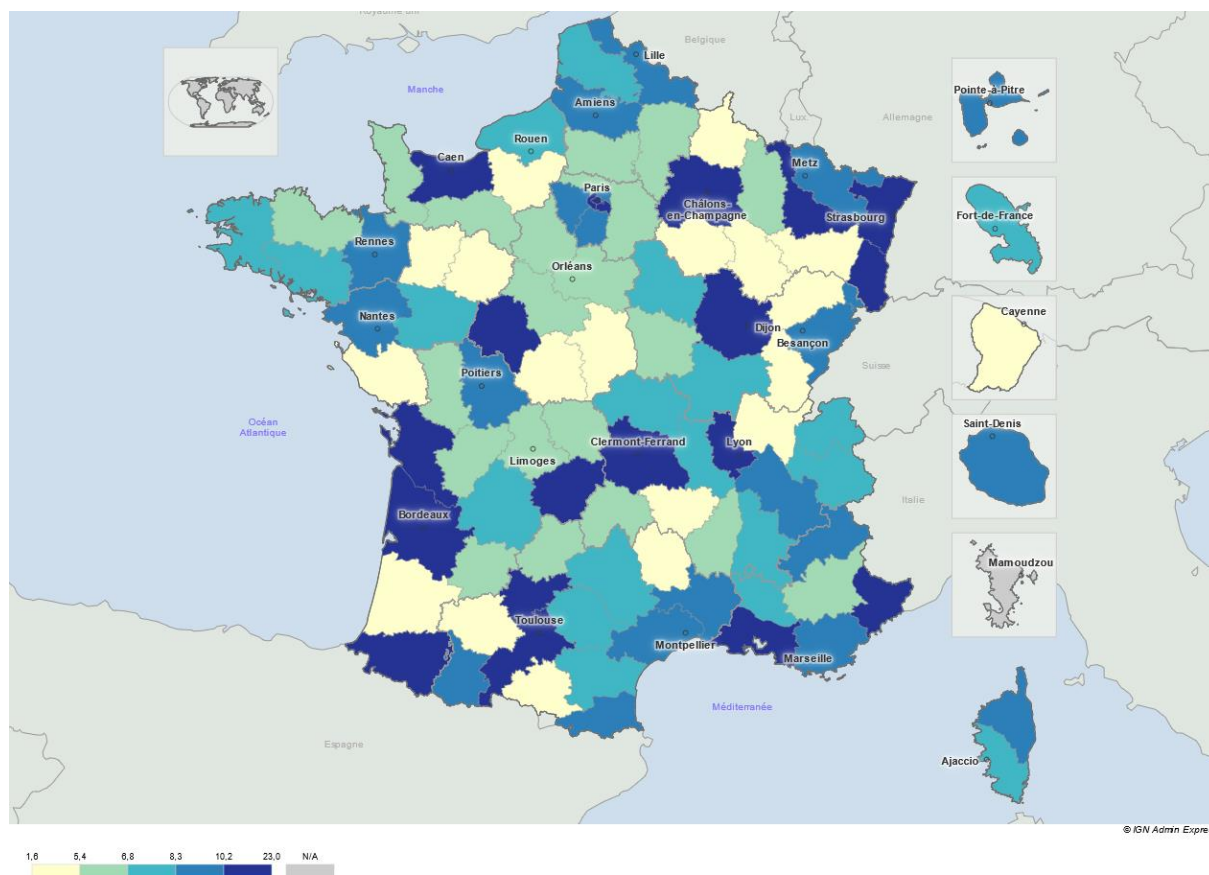 Royaume-Uni
Belgique
Lille
Manche
Amiens
Pointe-à-Pitre
Lux.
Allemagne
Rouen
Caen
Metz
Paris
Châlons-
en-Champagne
Strasbourg
Fort-de-France
Rennes
Orléans
Nantes
Dijon
Besançon
Cayenne
Poitiers
Suisse
Océan
Atlantique
Saint-Denis
Clermont-Ferrand
Lyon
Limoges
Italie
Bordeaux
Mamoudzou
Toulouse
Montpellier
Marseille
Méditerranée
Espagne
Ajaccio
© IGN Admin Expre
1,6 5,4 6,8 8,3 10,2 23,0 N/A